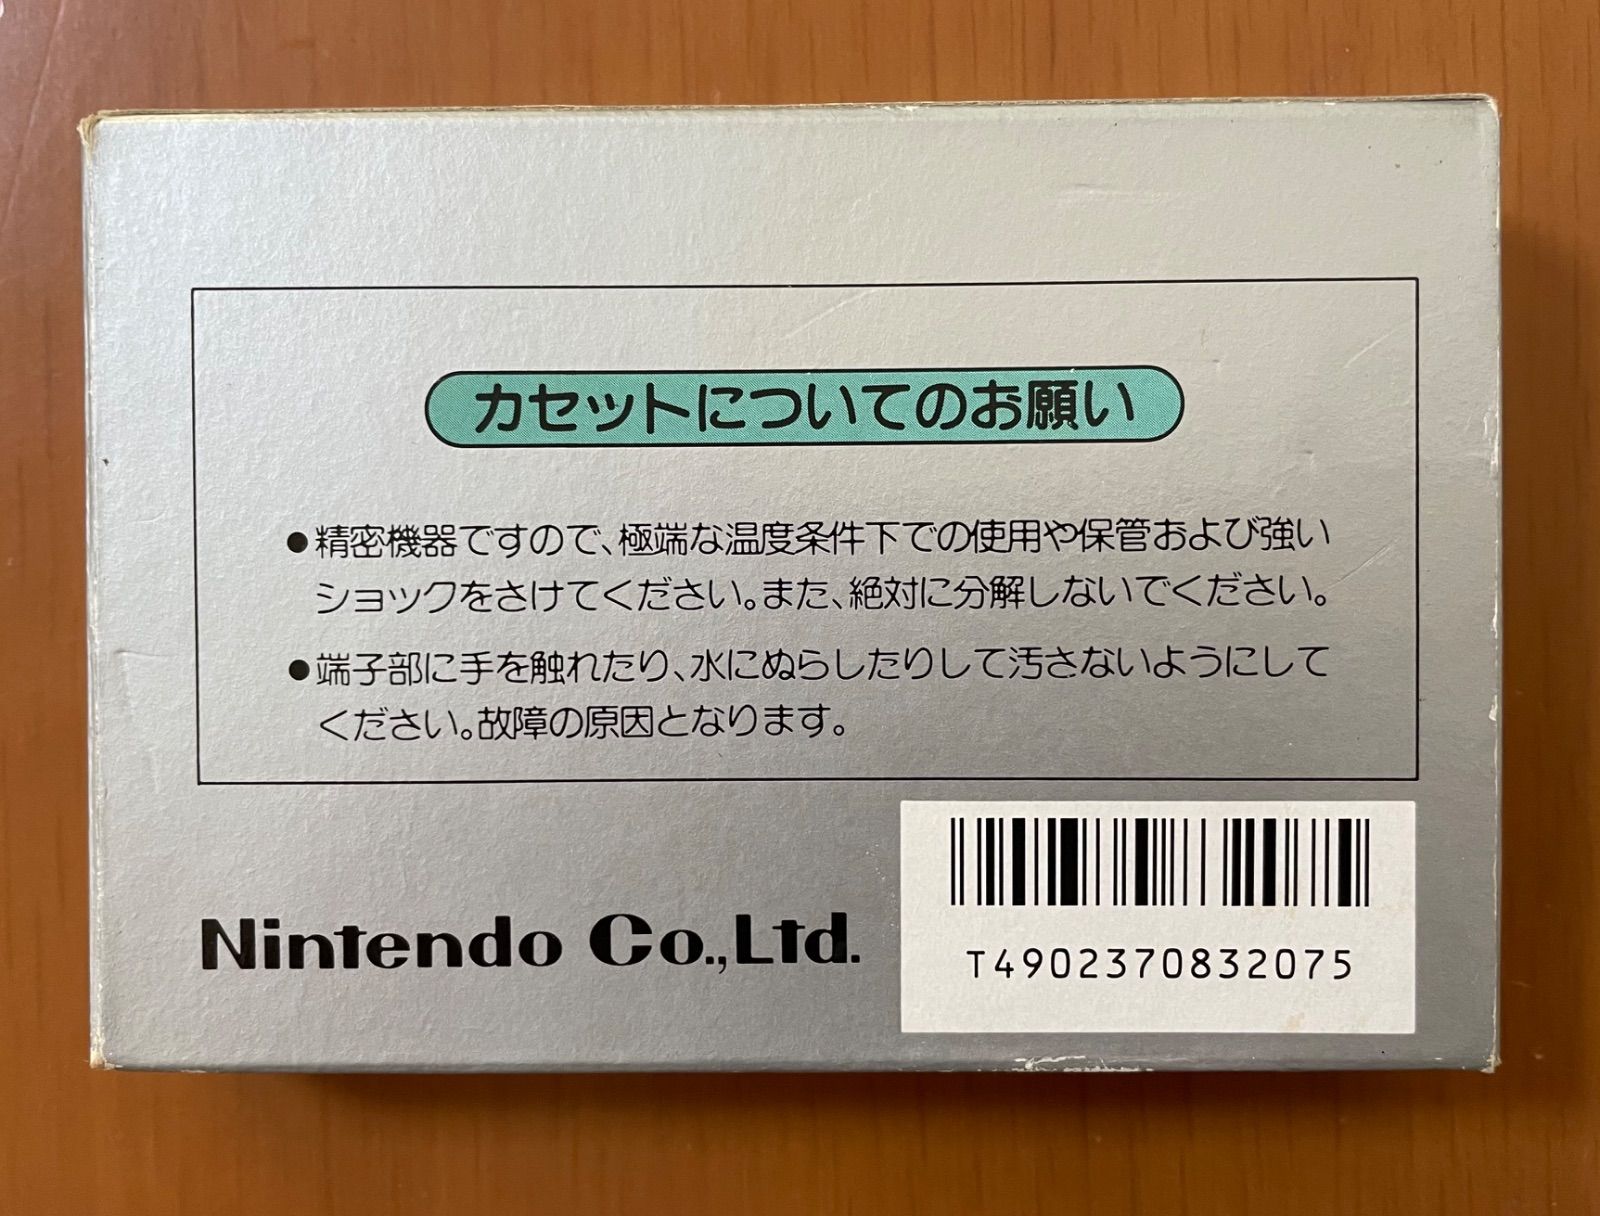 カセットについてのお願い
●精密機器ですので、極端な温度条件下での使用や保管および強い
ショックをさけてください。また、絶対に分解しないでください。
●端子部に手を触れたり、水にぬらしたりして汚さないようにして
ください。故障の原因となります。
Nintendo Co., Ltd.
T4902370832075